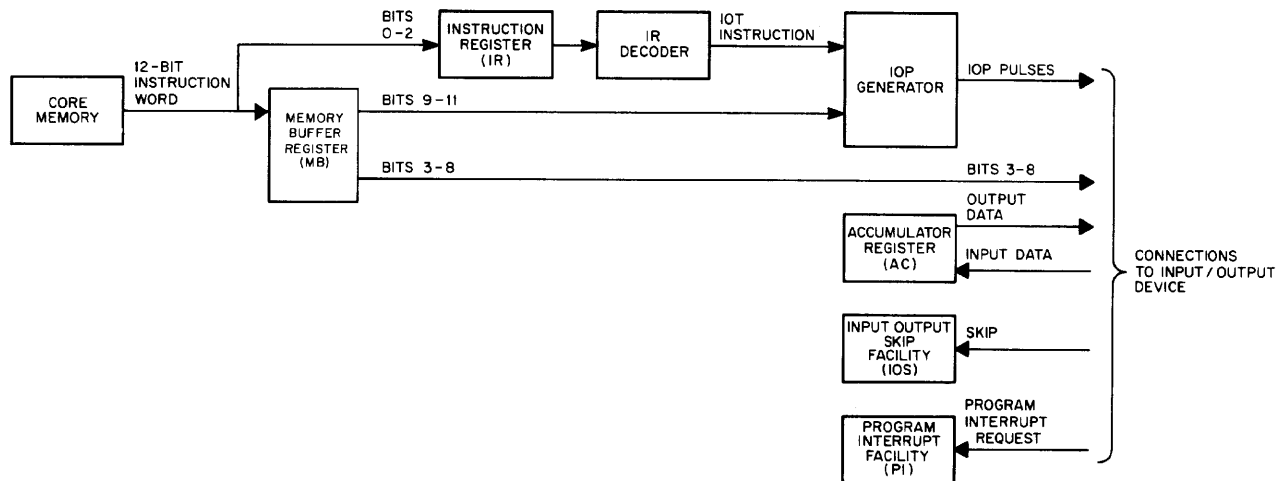 BITS
0-2
INSTRUCTION
REGISTER
(IR)
IR
DECODER
IOT
INSTRUCTION
IOP
GENERATOR
IOP PULSES
12-BIT
INSTRUCTION
WORD
CORE
MEMORY
MEMORY
BUFFER
REGISTER
(MB)
BITS 9-11
BITS 3-8
BITS 3-8
OUTPUT
DATA
ACCUMULATOR
REGISTER
(AC)
INPUT DATA
CONNECTIONS
TO INPUT/OUTPUT
DEVICE
INPUT OUTPUT
SKIP
FACILITY
(IOS)
SKIP
PROGRAM
INTERRUPT
REQUEST
PROGRAM
INTERRUPT
FACILITY
(PI)